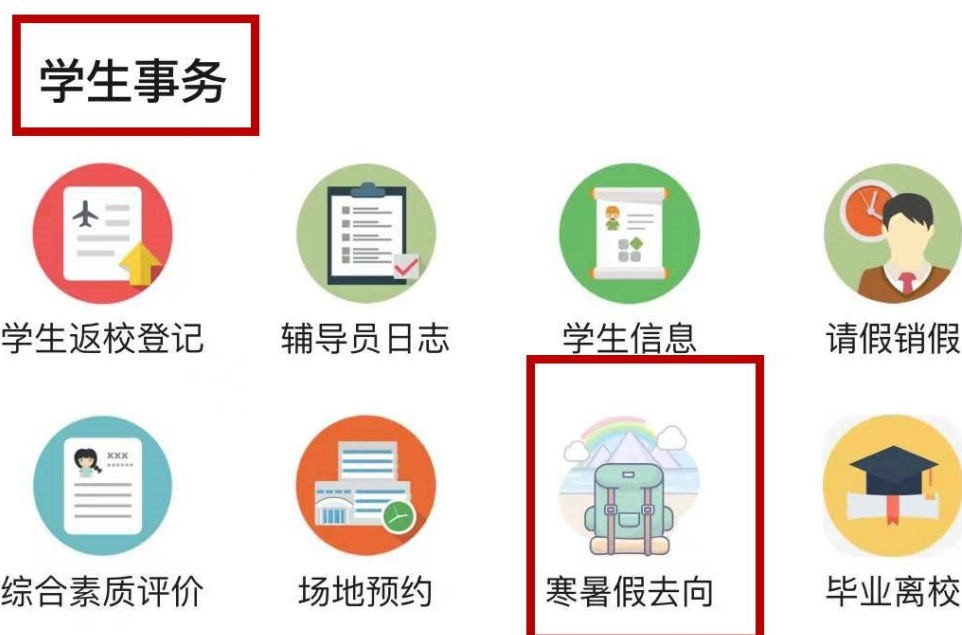 学生事务
学生返校登记 辅导员日志 学生信息 请假销假
XXX
综合素质评价 场地预约 寒暑假去向 毕业离校